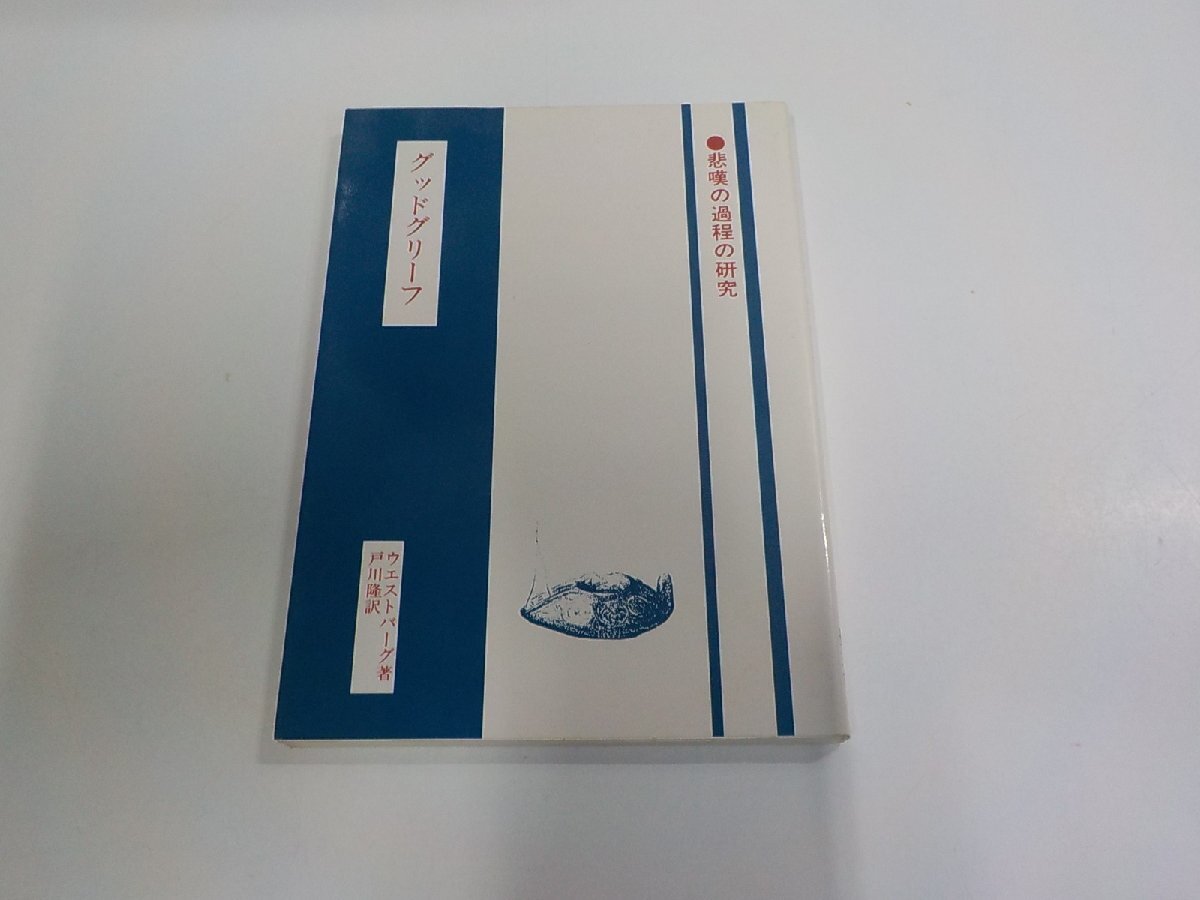 ●悲嘆の過程の研究
グッドグリーフ
ウエストバーグ著
戸川隆訳